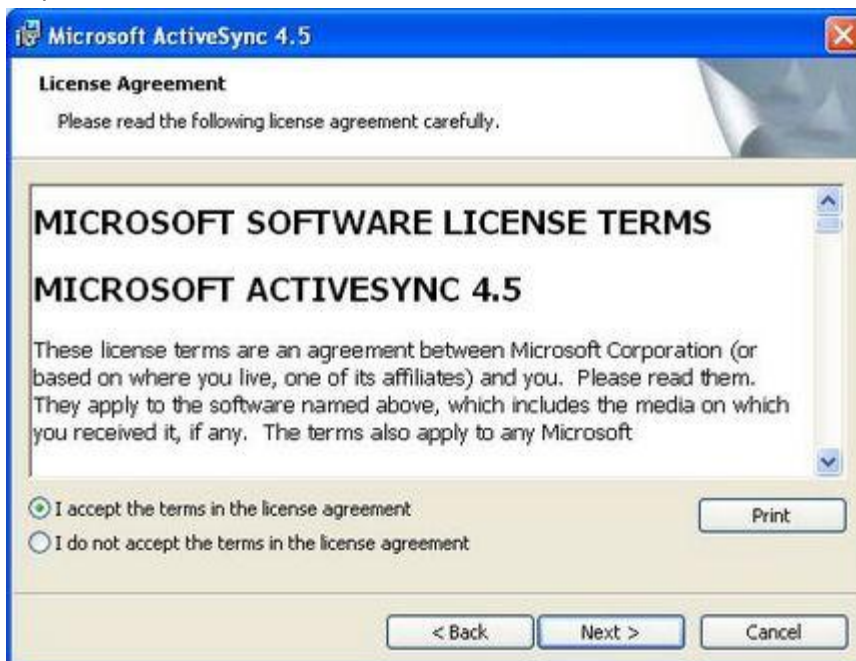 Microsoft ActiveSync 4.5
License Agreement
Please read the following license agreement carefully.
MICROSOFT SOFTWARE LICENSE TERMS
MICROSOFT ACTIVESYNC 4.5
These license terms are an agreement between Microsoft Corporation (or
based on where you live, one of its affiliates) and you.  Please read them.
They apply to the software named above, which includes the media on which
you received it, if any.  The terms also apply to any Microsoft
I accept the terms in the license agreement
Print
I do not accept the terms in the license agreement
< Back
Next >
Cancel